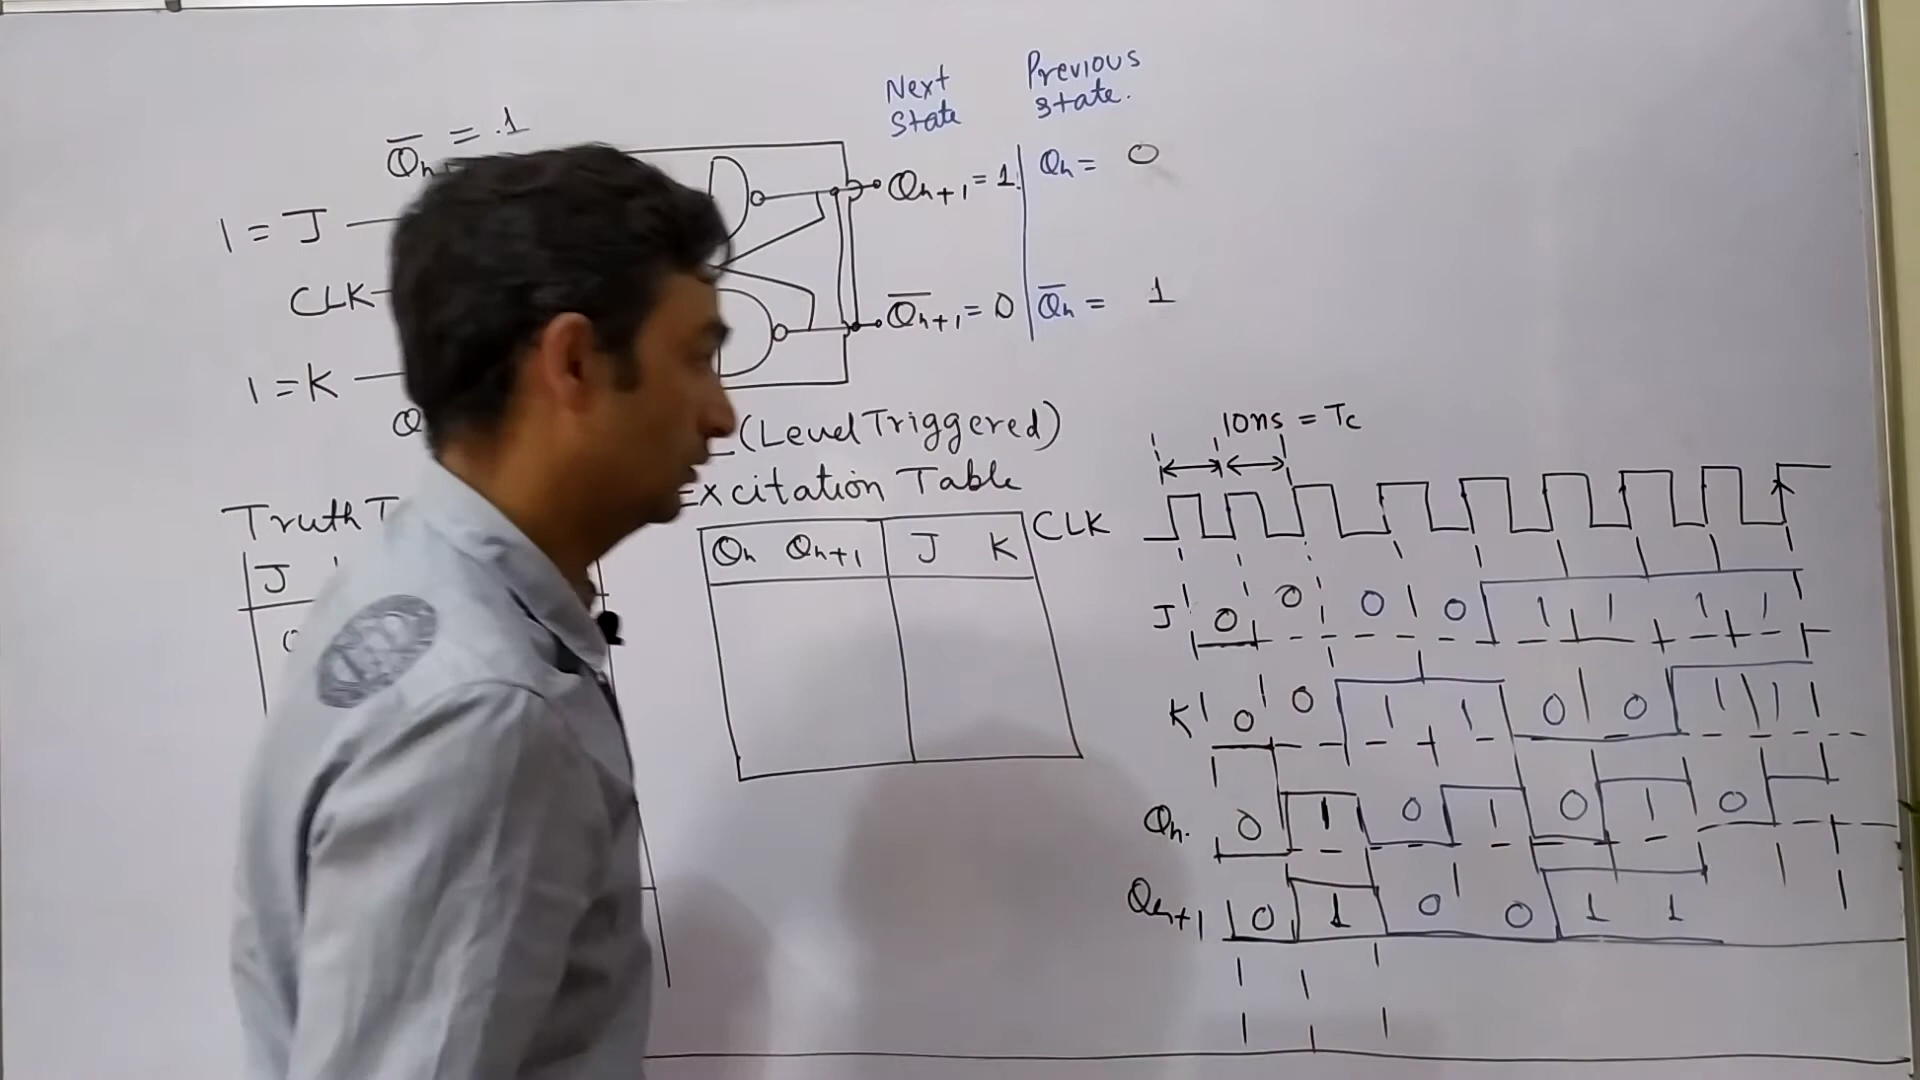 Next State
Previous state.
Q̅n = 1
Qn+1 = 1
Qn = 0
1 = J
CLK
Q̅n+1 = 0
Q̅n = 1
1 = K
Q
(Level Triggered)
10ns = Tc
Truth T
Excitation Table
CLK
J
Qn Qn+1 J K
J 0 0 0 0 1 1 1 1
K 0 0 1 1 0 0 1 1
Qn. 0 1 0 1 0 1 0
Qn+1 0 1 0 0 1 1